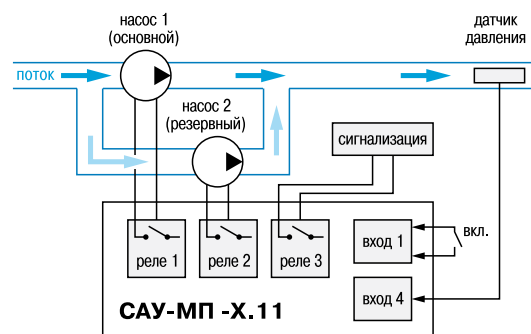 насос 1
(основной)
датчик
давления
поток
насос 2
(резервный)
сигнализация
реле 1
реле 2
реле 3
вход 1
вкл.
вход 4
САУ-МП -Х.11